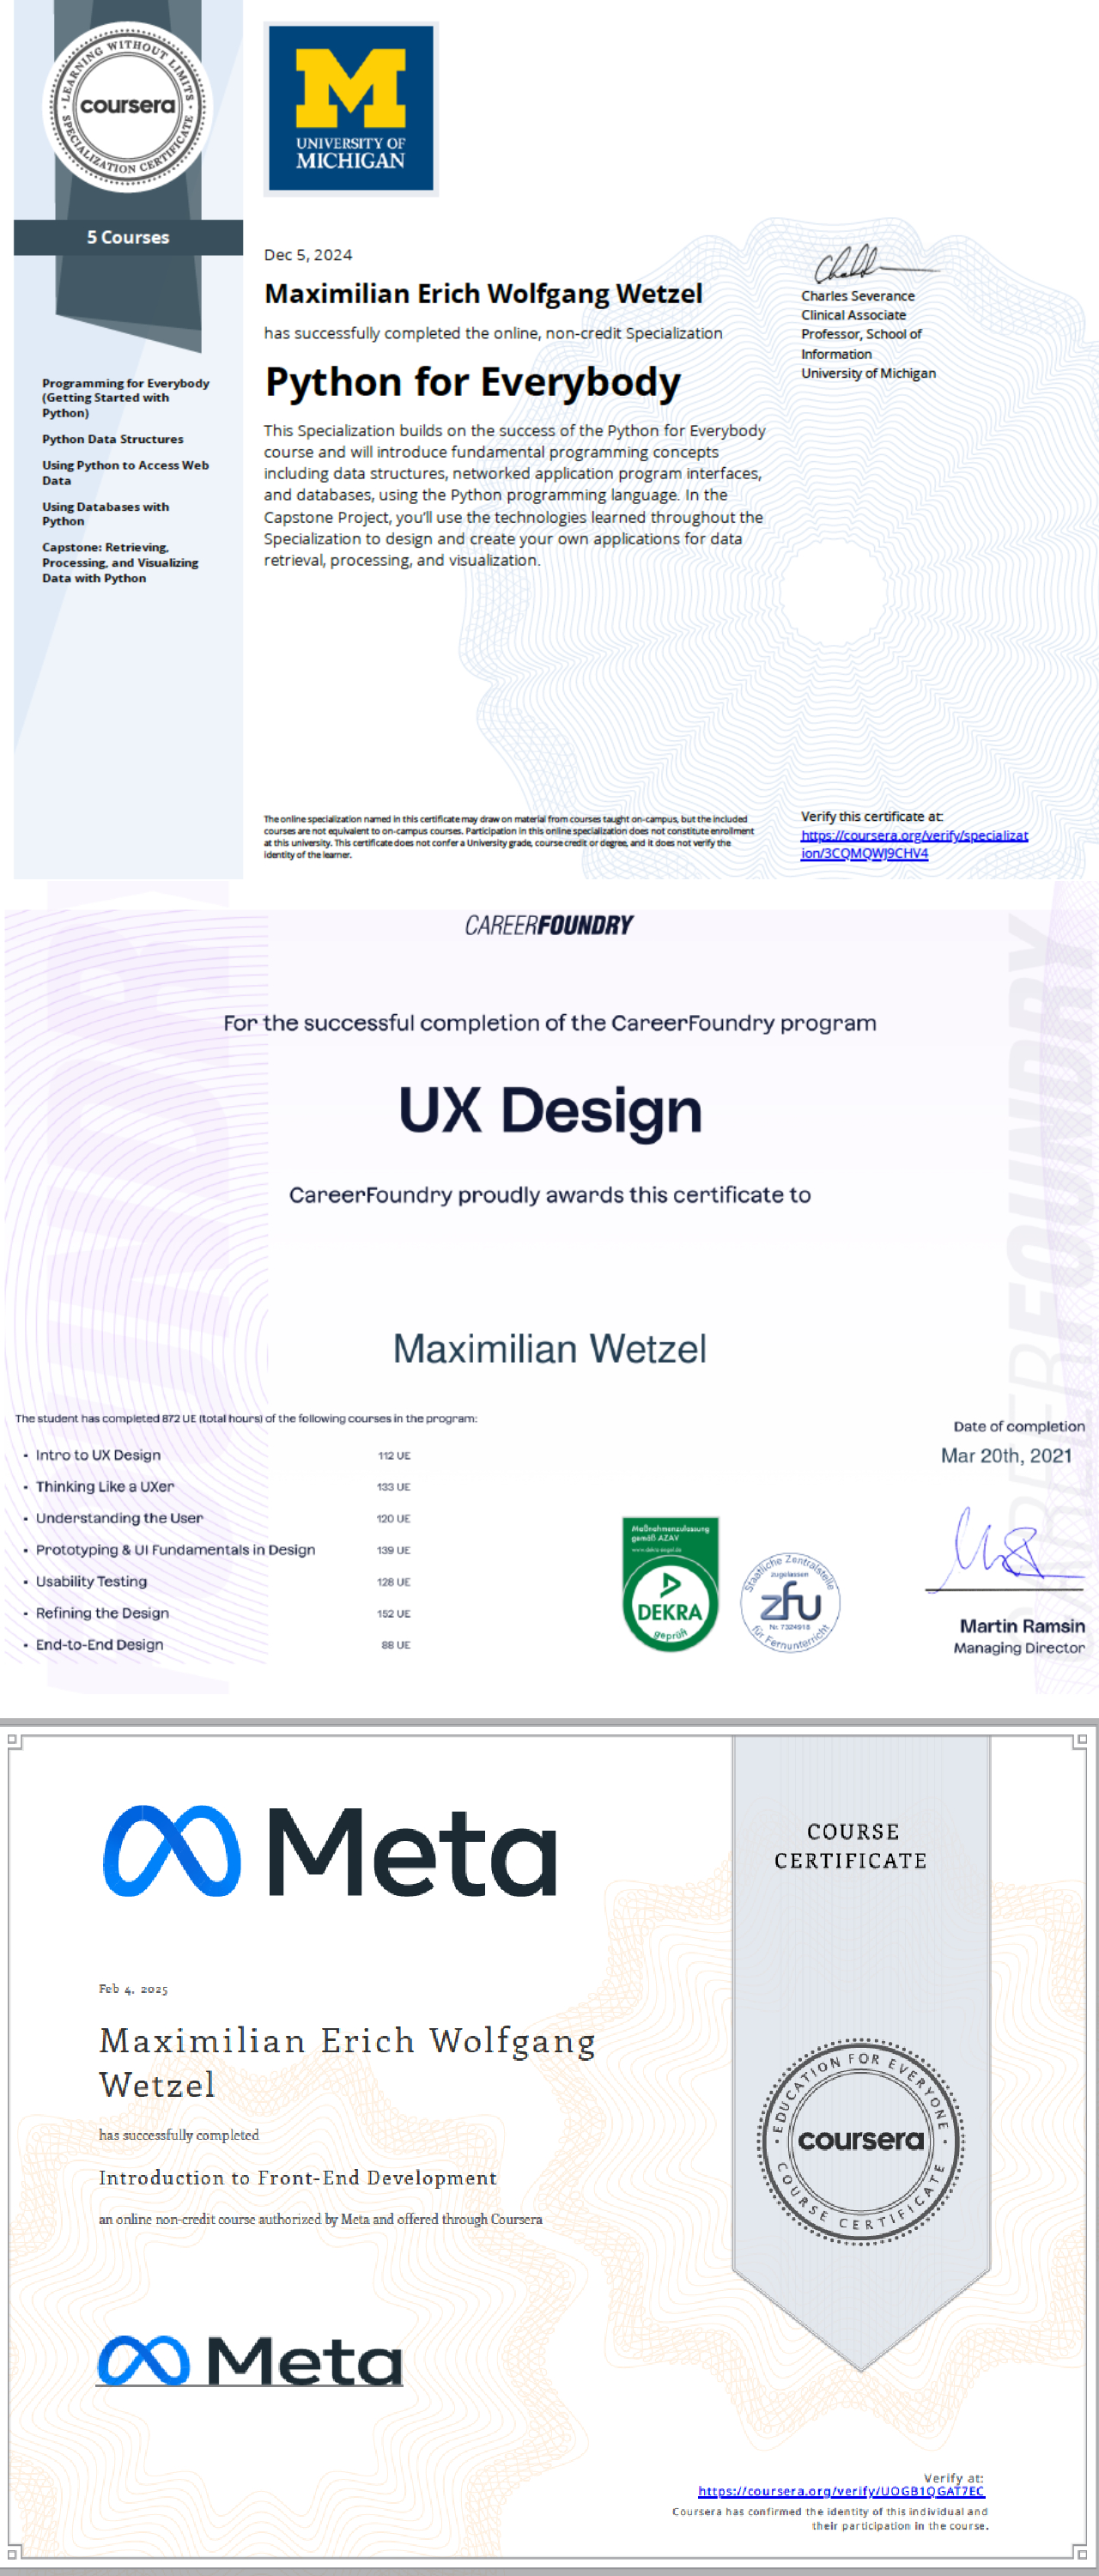 LEARNING WITHOUT LIMITS
coursera
SPECIALIZATION CERTIFICATE
M
UNIVERSITY OF
MICHIGAN
5 Courses
Programming for Everybody
(Getting Started with
Python)
Python Data Structures
Using Python to Access Web
Data
Using Databases with
Python
Capstone: Retrieving,
Processing, and Visualizing
Data with Python
Dec 5, 2024
Maximilian Erich Wolfgang Wetzel
has successfully completed the online, non-credit Specialization
Python for Everybody
This Specialization builds on the success of the Python for Everybody
course and will introduce fundamental programming concepts
including data structures, networked application program interfaces,
and databases, using the Python programming language. In the
Capstone Project, you'll use the technologies learned throughout the
Specialization to design and create your own applications for data
retrieval, processing, and visualization.
Charles Severance
Clinical Associate
Professor, School of
Information
University of Michigan
The online specialization named in this certificate may draw on material from courses taught on-campus, but the included
courses are not equivalent to on-campus courses. Participation in this online specialization does not constitute enrollment
at this university. This certificate does not confer a University grade, course credit or degree, and it does not verify the
identity of the learner.
Verify this certificate at:
https://coursera.org/verify/specializat
ion/3CQMQWJ9CHV4
CAREERFOUNDRY
For the successful completion of the CareerFoundry program
UX Design
CareerFoundry proudly awards this certificate to
Maximilian Wetzel
The student has completed 872 UE (total hours) of the following courses in the program:
• Intro to UX Design 112 UE
• Thinking Like a UXer 133 UE
• Understanding the User 120 UE
• Prototyping & UI Fundamentals in Design 139 UE
• Usability Testing 128 UE
• Refining the Design 152 UE
• End-to-End Design 88 UE
Maßnahmenzulassung
gemäß AZAV
www.dekra-siegel.de
DEKRA
geprüft
Staatliche Zentralstelle
zugelassen
zfu
Nr. 7324918
für Fernunterricht
Date of completion
Mar 20th, 2021
Martin Ramsin
Managing Director
CAREERFOUNDRY
Meta
COURSE
CERTIFICATE
Feb 4, 2025
Maximilian Erich Wolfgang
Wetzel
has successfully completed
Introduction to Front-End Development
an online non-credit course authorized by Meta and offered through Coursera
EDUCATION FOR EVERYONE
coursera
COURSE CERTIFICATE
Meta
Verify at:
https://coursera.org/verify/UOGB1QGAT7EC
Coursera has confirmed the identity of this individual and
their participation in the course.